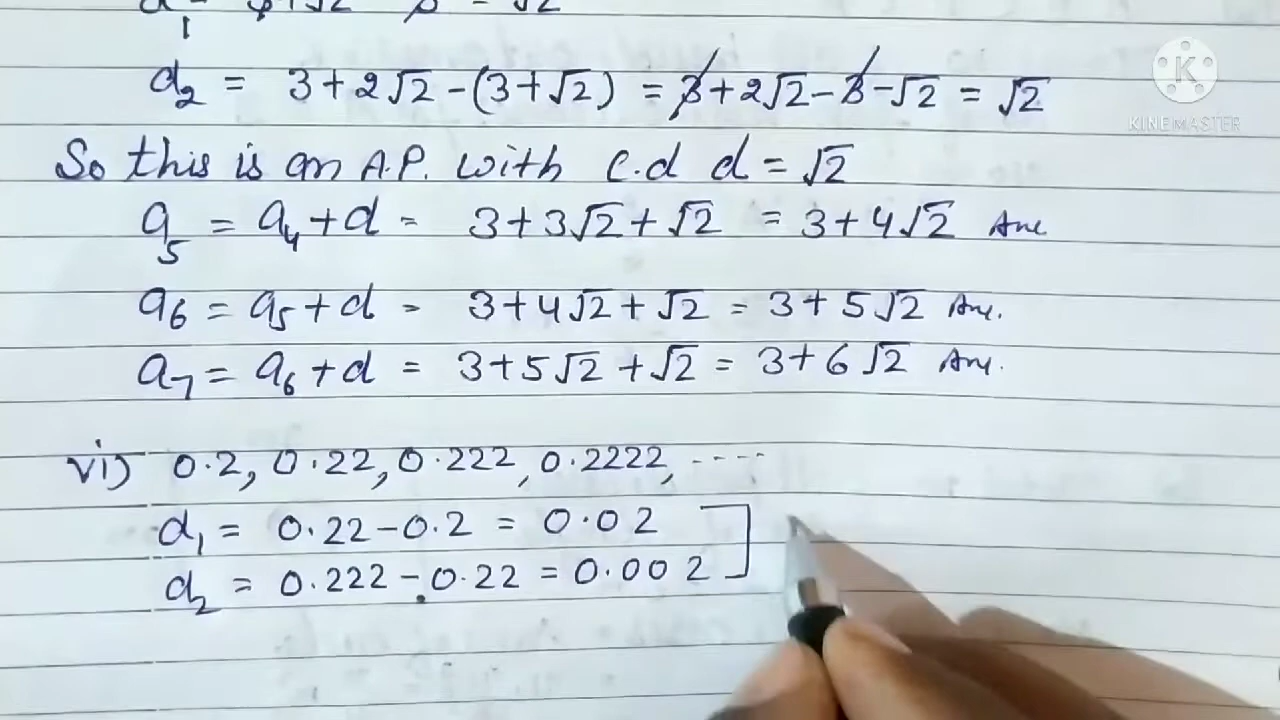 d₂ = 3+2√2-(3+√2) = 3+2√2-3-√2 = √2
KINEMASTER
So this is an A.P. with c.d d = √2
a₅ = a₄+d = 3+3√2+√2 = 3+4√2 Ans
a₆ = a₅+d = 3+4√2+√2 = 3+5√2 Ans.
a₇ = a₆+d = 3+5√2+√2 = 3+6√2 Ans.
vi) 0.2, 0.22, 0.222, 0.2222, ....
d₁ = 0.22-0.2 = 0.02
d₂ = 0.222-0.22 = 0.002